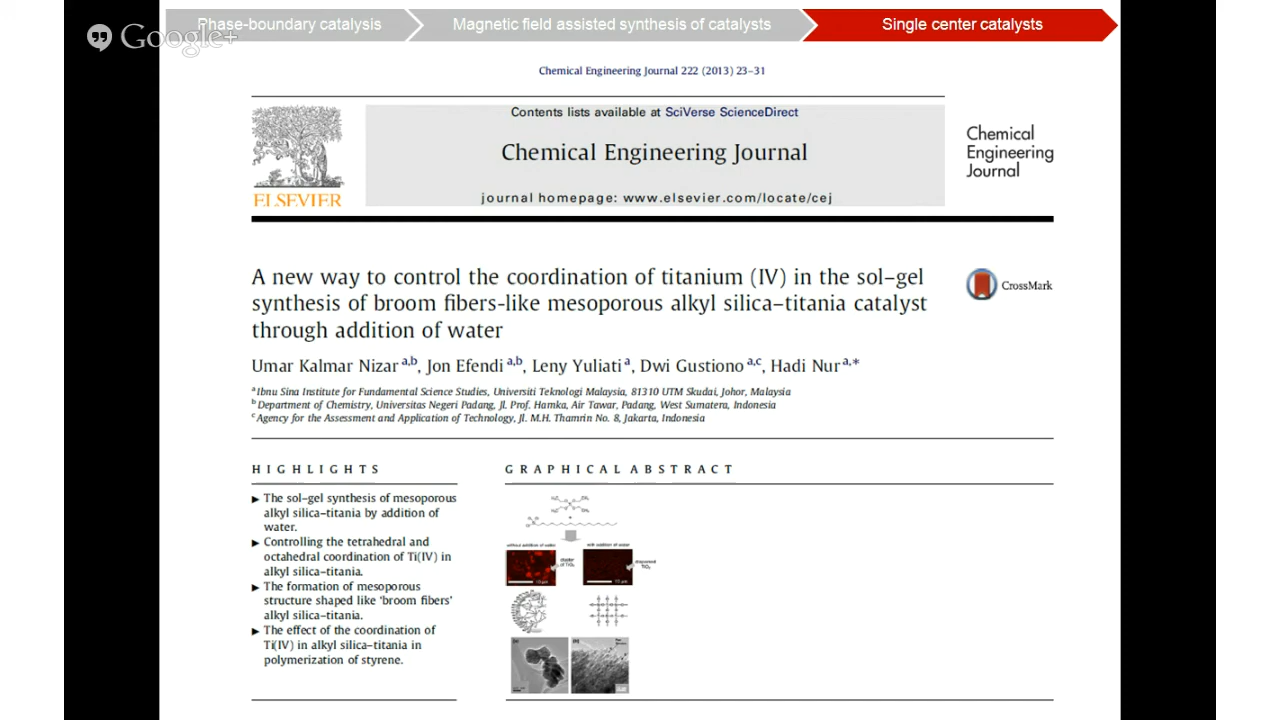 Phase-boundary catalysis
Magnetic field assisted synthesis of catalysts
Single center catalysts
Google+
Chemical Engineering Journal 222 (2013) 23–31
Contents lists available at SciVerse ScienceDirect
Chemical Engineering Journal
journal homepage: www.elsevier.com/locate/cej
ELSEVIER
Chemical
Engineering
Journal
A new way to control the coordination of titanium (IV) in the sol–gel
synthesis of broom fibers-like mesoporous alkyl silica–titania catalyst
through addition of water
CrossMark
Umar Kalmar Nizar a,b, Jon Efendi a,b, Leny Yuliati a, Dwi Gustiono a,c, Hadi Nur a,*
a Ibnu Sina Institute for Fundamental Science Studies, Universiti Teknologi Malaysia, 81310 UTM Skudai, Johor, Malaysia
b Department of Chemistry, Universitas Negeri Padang, Jl. Prof. Hamka, Air Tawar, Padang, West Sumatera, Indonesia
c Agency for the Assessment and Application of Technology, Jl. M.H. Thamrin No. 8, Jakarta, Indonesia
HIGHLIGHTS
▶ The sol–gel synthesis of mesoporous
alkyl silica–titania by addition of
water.
▶ Controlling the tetrahedral and
octahedral coordination of Ti(IV) in
alkyl silica–titania.
▶ The formation of mesoporous
structure shaped like ‘broom fibers’
alkyl silica–titania.
▶ The effect of the coordination of
Ti(IV) in alkyl silica–titania in
polymerization of styrene.
GRAPHICAL ABSTRACT
without addition of water
with addition of water